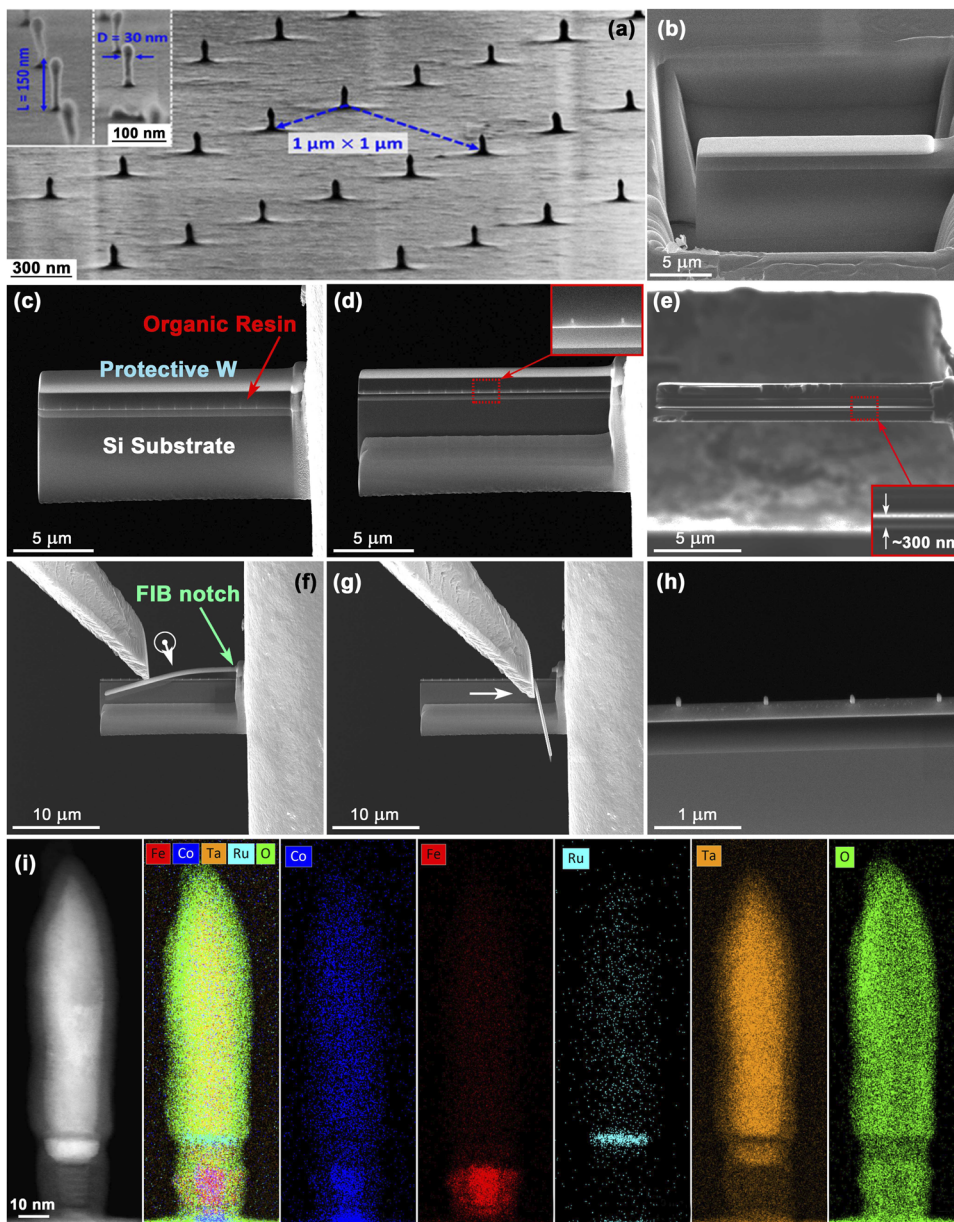 (a)
D = 30 nm
L = 150 nm
100 nm
1 μm × 1 μm
300 nm
(b)
5 μm
(c)
Organic Resin
Protective W
Si Substrate
5 μm
(d)
5 μm
(e)
~300 nm
5 μm
(f)
FIB notch
10 μm
(g)
10 μm
(h)
1 μm
(i)
Fe Co Ta Ru O
Co
Fe
Ru
Ta
O
10 nm